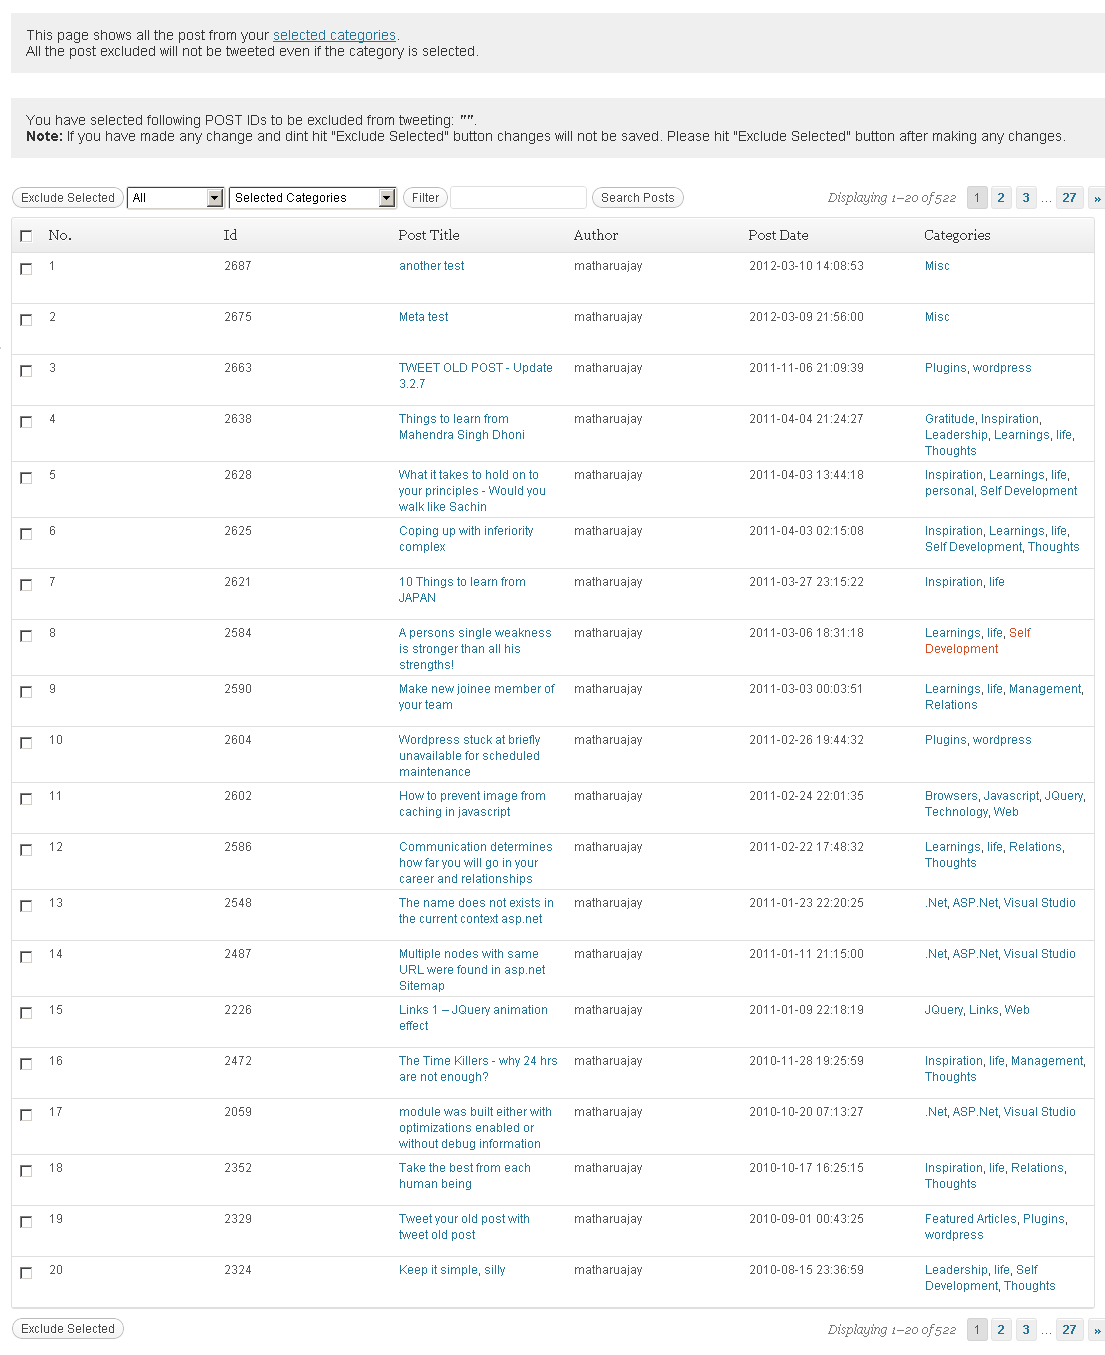 This page shows all the post from your selected categories.
All the post excluded will not be tweeted even if the category is selected.
You have selected following POST IDs to be excluded from tweeting: "".
Note: If you have made any change and dint hit "Exclude Selected" button changes will not be saved. Please hit "Exclude Selected" button after making any changes.
Exclude Selected All Selected Categories Filter Search Posts Displaying 1–20 of 522 1 2 3 ... 27 »
No. Id Post Title Author Post Date Categories
1 2687 another test matharuajay 2012-03-10 14:08:53 Misc
2 2675 Meta test matharuajay 2012-03-09 21:56:00 Misc
3 2663 TWEET OLD POST - Update matharuajay 2011-11-06 21:09:39 Plugins, wordpress
3.2.7
4 2638 Things to learn from matharuajay 2011-04-04 21:24:27 Gratitude, Inspiration,
Mahendra Singh Dhoni Leadership, Learnings, life,
Thoughts
5 2628 What it takes to hold on to matharuajay 2011-04-03 13:44:18 Inspiration, Learnings, life,
your principles - Would you personal, Self Development
walk like Sachin
6 2625 Coping up with inferiority matharuajay 2011-04-03 02:15:08 Inspiration, Learnings, life,
complex Self Development, Thoughts
7 2621 10 Things to learn from matharuajay 2011-03-27 23:15:22 Inspiration, life
JAPAN
8 2584 A persons single weakness matharuajay 2011-03-06 18:31:18 Learnings, life, Self
is stronger than all his Development
strengths!
9 2590 Make new joinee member of matharuajay 2011-03-03 00:03:51 Learnings, life, Management,
your team Relations
10 2604 Wordpress stuck at briefly matharuajay 2011-02-26 19:44:32 Plugins, wordpress
unavailable for scheduled
maintenance
11 2602 How to prevent image from matharuajay 2011-02-24 22:01:35 Browsers, Javascript, JQuery,
caching in javascript Technology, Web
12 2586 Communication determines matharuajay 2011-02-22 17:48:32 Learnings, life, Relations,
how far you will go in your Thoughts
career and relationships
13 2548 The name does not exists in matharuajay 2011-01-23 22:20:25 .Net, ASP.Net, Visual Studio
the current context asp.net
14 2487 Multiple nodes with same matharuajay 2011-01-11 21:15:00 .Net, ASP.Net, Visual Studio
URL were found in asp.net
Sitemap
15 2226 Links 1 – JQuery animation matharuajay 2011-01-09 22:18:19 JQuery, Links, Web
effect
16 2472 The Time Killers - why 24 hrs matharuajay 2010-11-28 19:25:59 Inspiration, life, Management,
are not enough? Thoughts
17 2059 module was built either with matharuajay 2010-10-20 07:13:27 .Net, ASP.Net, Visual Studio
optimizations enabled or
without debug information
18 2352 Take the best from each matharuajay 2010-10-17 16:25:15 Inspiration, life, Relations,
human being Thoughts
19 2329 Tweet your old post with matharuajay 2010-09-01 00:43:25 Featured Articles, Plugins,
tweet old post wordpress
20 2324 Keep it simple, silly matharuajay 2010-08-15 23:36:59 Leadership, life, Self
Development, Thoughts
Exclude Selected Displaying 1–20 of 522 1 2 3 ... 27 »